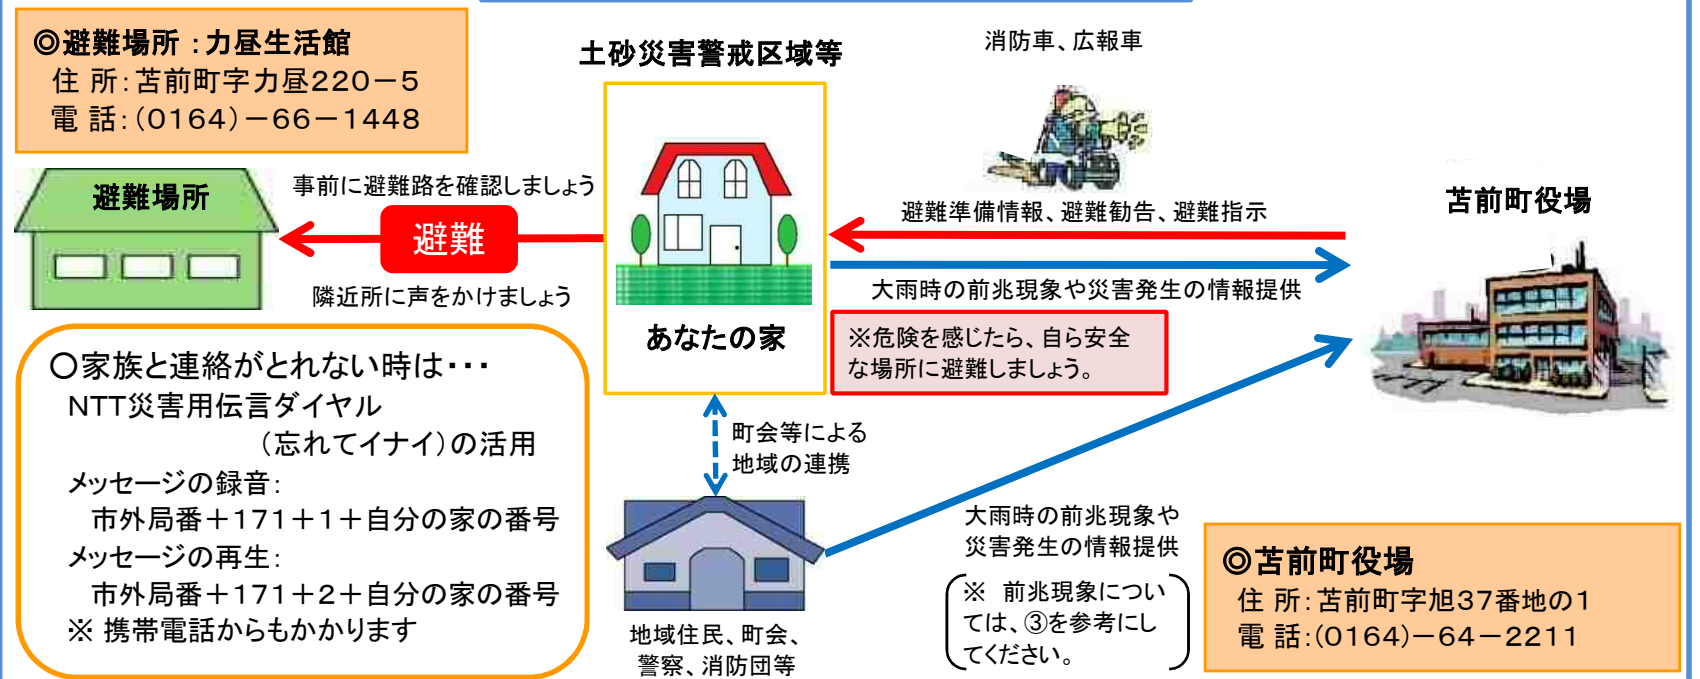 ◎避難場所：力昼生活館
住 所：苫前町字力昼220－5
電 話：(0164)－66－1448
土砂災害警戒区域等
消防車、広報車
避難場所
事前に避難路を確認しましょう
避難
隣近所に声をかけましょう
あなたの家
避難準備情報、避難勧告、避難指示
大雨時の前兆現象や災害発生の情報提供
苫前町役場
※危険を感じたら、自ら安全
な場所に避難しましょう。
○家族と連絡がとれない時は・・・
NTT災害用伝言ダイヤル
（忘れてイナイ）の活用
メッセージの録音：
市外局番＋171＋1＋自分の家の番号
メッセージの再生：
市外局番＋171＋2＋自分の家の番号
※ 携帯電話からもかかります
町会等による
地域の連携
地域住民、町会、
警察、消防団等
大雨時の前兆現象や
災害発生の情報提供
※ 前兆現象につい
ては、③を参考にし
てください。
◎苫前町役場
住 所：苫前町字旭37番地の1
電 話：(0164)－64－2211